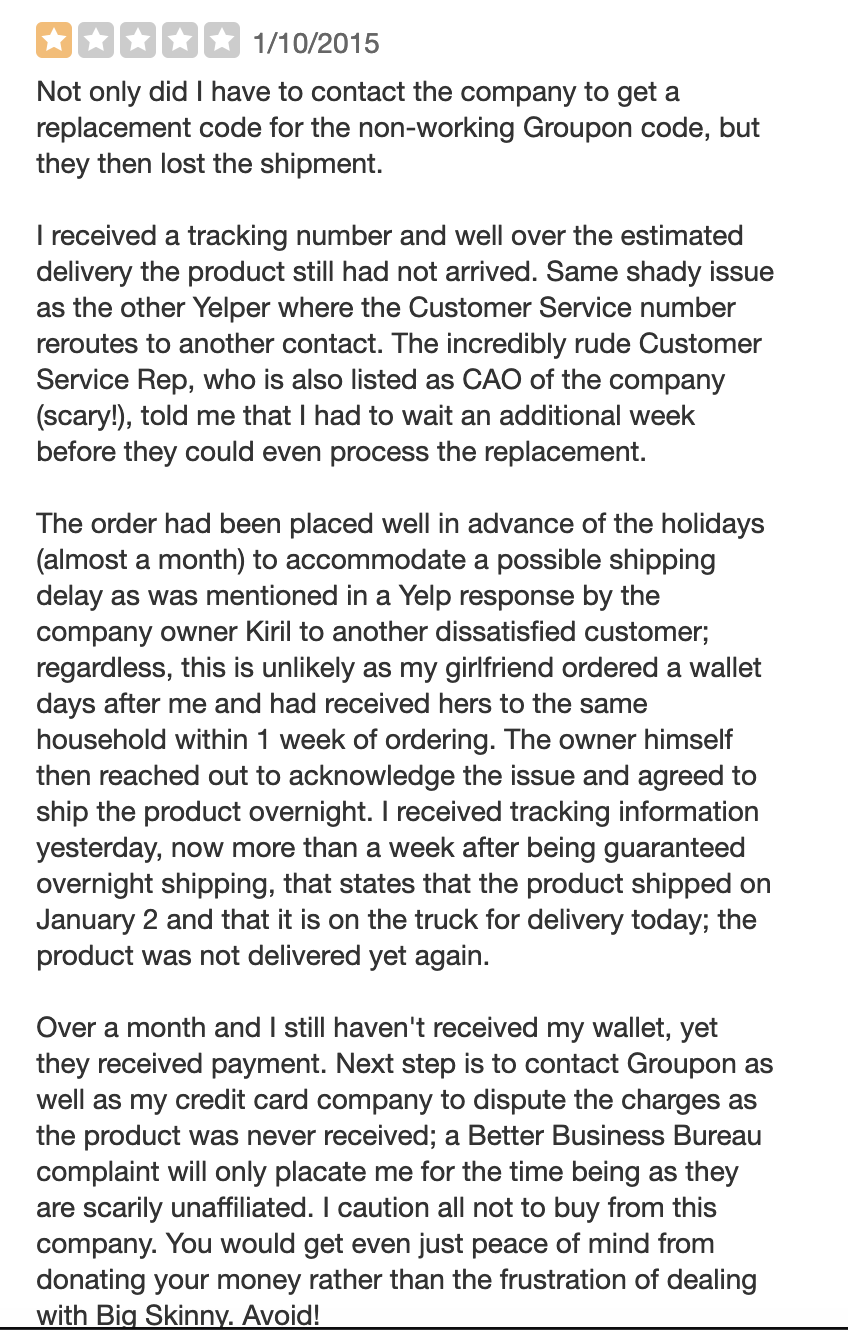 1/10/2015
Not only did I have to contact the company to get a
replacement code for the non-working Groupon code, but
they then lost the shipment.
I received a tracking number and well over the estimated
delivery the product still had not arrived. Same shady issue
as the other Yelper where the Customer Service number
reroutes to another contact. The incredibly rude Customer
Service Rep, who is also listed as CAO of the company
(scary!), told me that I had to wait an additional week
before they could even process the replacement.
The order had been placed well in advance of the holidays
(almost a month) to accommodate a possible shipping
delay as was mentioned in a Yelp response by the
company owner Kiril to another dissatisfied customer;
regardless, this is unlikely as my girlfriend ordered a wallet
days after me and had received hers to the same
household within 1 week of ordering. The owner himself
then reached out to acknowledge the issue and agreed to
ship the product overnight. I received tracking information
yesterday, now more than a week after being guaranteed
overnight shipping, that states that the product shipped on
January 2 and that it is on the truck for delivery today; the
product was not delivered yet again.
Over a month and I still haven't received my wallet, yet
they received payment. Next step is to contact Groupon as
well as my credit card company to dispute the charges as
the product was never received; a Better Business Bureau
complaint will only placate me for the time being as they
are scarily unaffiliated. I caution all not to buy from this
company. You would get even just peace of mind from
donating your money rather than the frustration of dealing
with Big Skinny. Avoid!